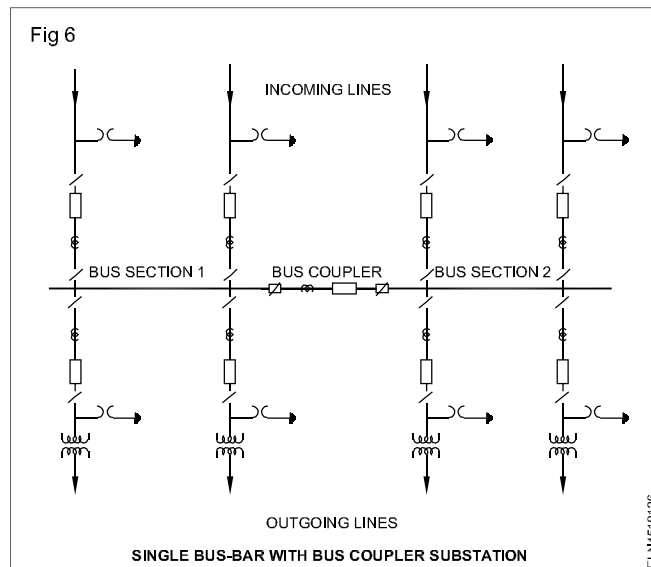 Fig 6
INCOMING LINES
BUS SECTION 1
BUS COUPLER
BUS SECTION 2
OUTGOING LINES
SINGLE BUS-BAR WITH BUS COUPLER SUBSTATION